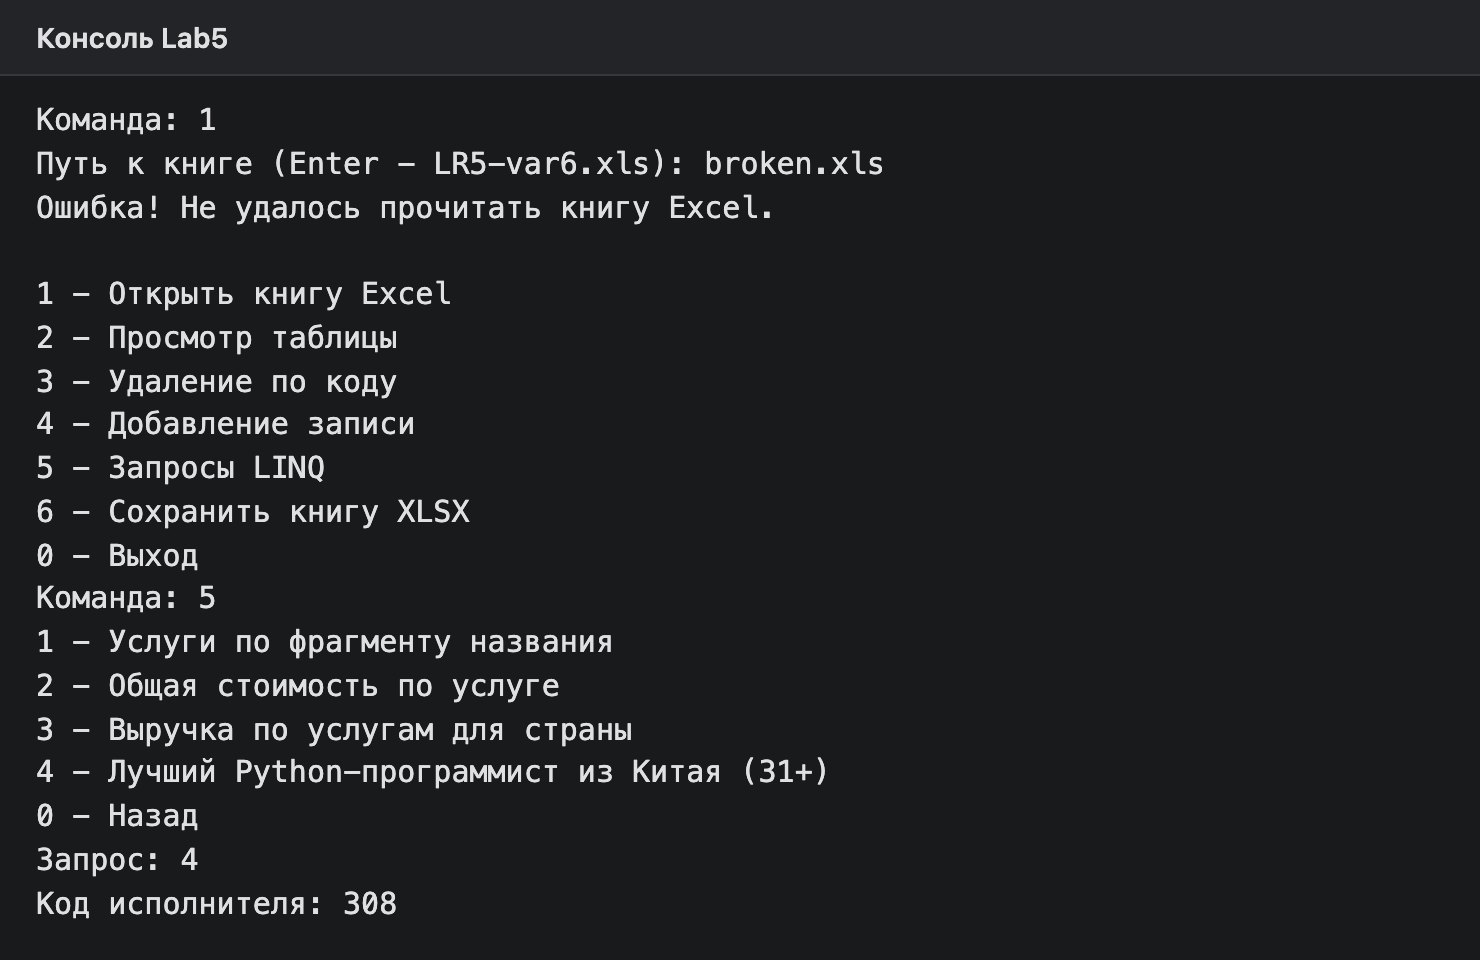 Консоль Lab5
Команда: 1
Путь к книге (Enter – LR5-var6.xls): broken.xls
Ошибка! Не удалось прочитать книгу Excel.
1 – Открыть книгу Excel
2 – Просмотр таблицы
3 – Удаление по коду
4 – Добавление записи
5 – Запросы LINQ
6 – Сохранить книгу XLSX
0 – Выход
Команда: 5
1 – Услуги по фрагменту названия
2 – Общая стоимость по услуге
3 – Выручка по услугам для страны
4 – Лучший Python-программист из Китая (31+)
0 – Назад
Запрос: 4
Код исполнителя: 308